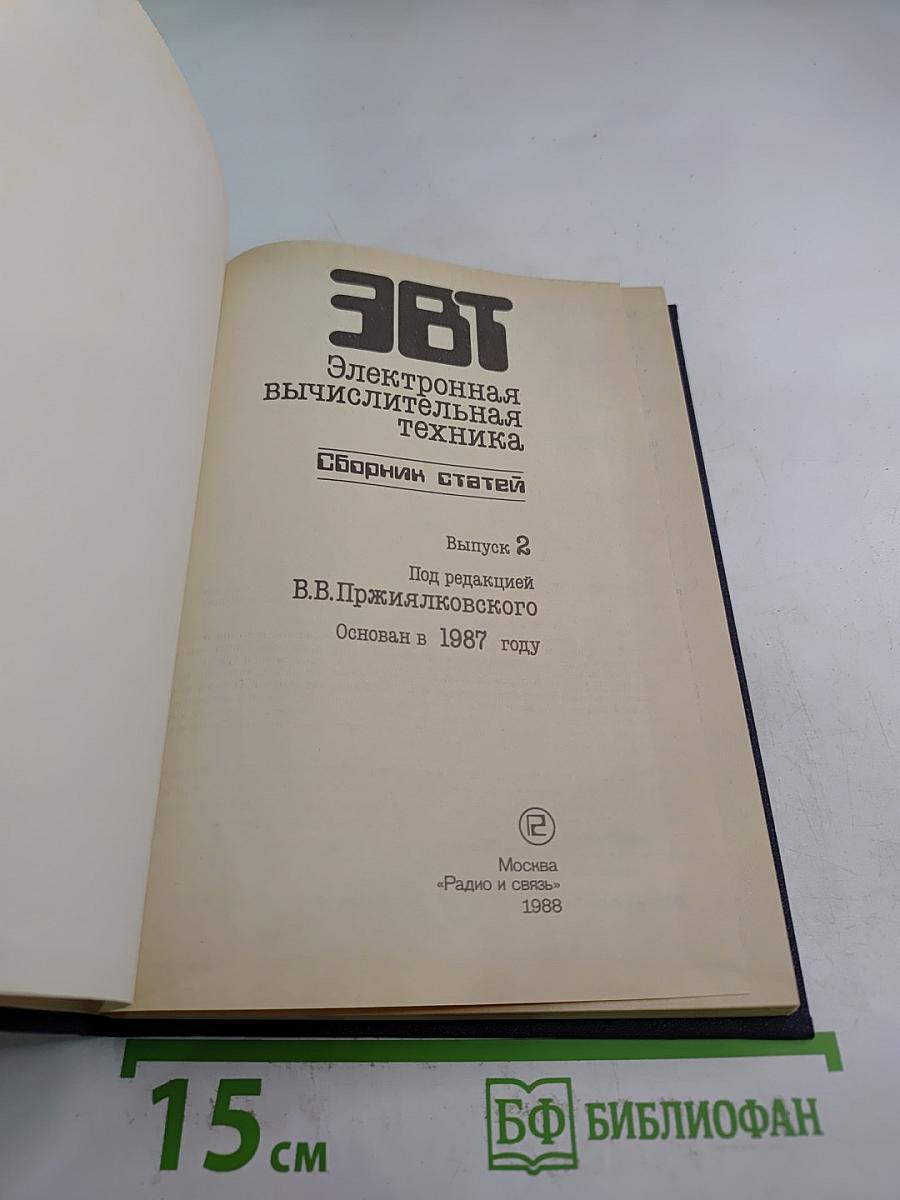 ЭВТ
Электронная
вычислительная
техника
Сборник статей
Выпуск 2
Под редакцией
В.В.Пржиялковского
Основан в 1987 году
Москва
«Радио и связь»
1988
15 см
БФ БИБЛИОФАН